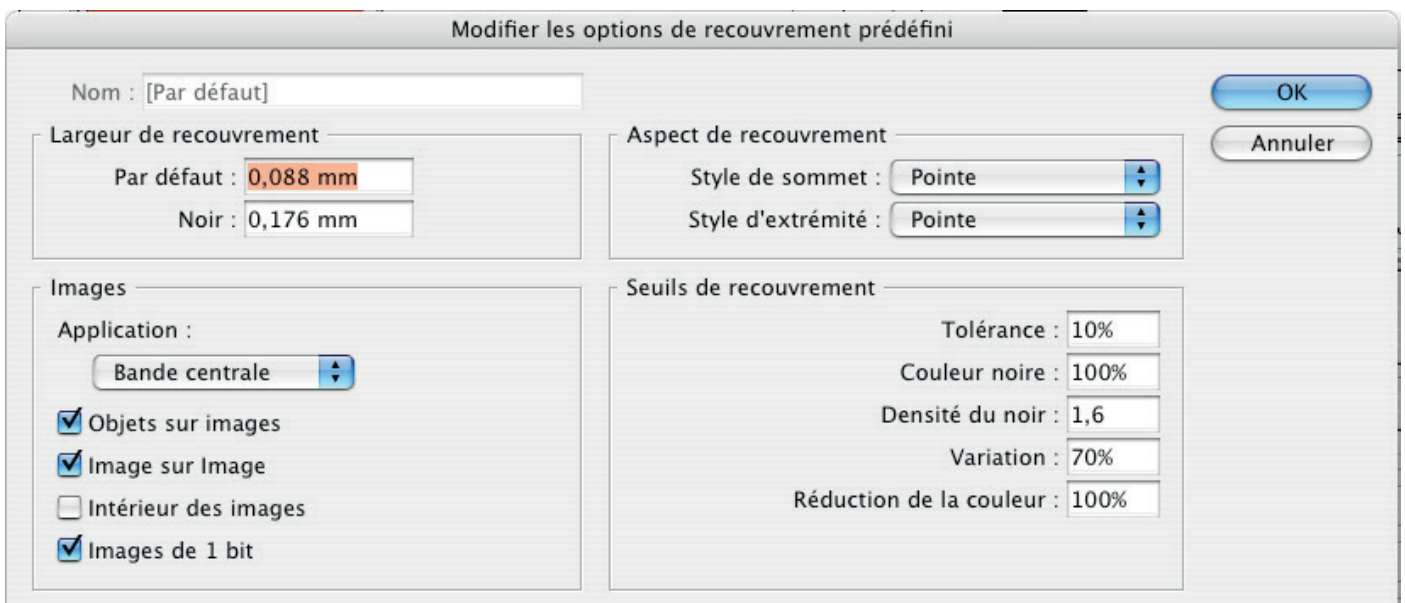 Modifier les options de recouvrement prédéfini
Nom : [Par défaut]
OK
Annuler
Largeur de recouvrement
Par défaut : 0,088 mm
Noir : 0,176 mm
Aspect de recouvrement
Style de sommet : Pointe
Style d'extrémité : Pointe
Images
Application :
Bande centrale
Objets sur images
Image sur Image
Intérieur des images
Images de 1 bit
Seuils de recouvrement
Tolérance : 10%
Couleur noire : 100%
Densité du noir : 1,6
Variation : 70%
Réduction de la couleur : 100%